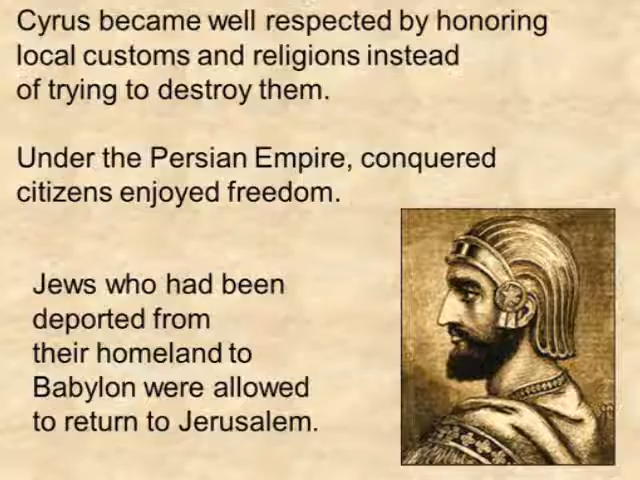 Cyrus became well respected by honoring
local customs and religions instead
of trying to destroy them.
Under the Persian Empire, conquered
citizens enjoyed freedom.
Jews who had been
deported from
their homeland to
Babylon were allowed
to return to Jerusalem.